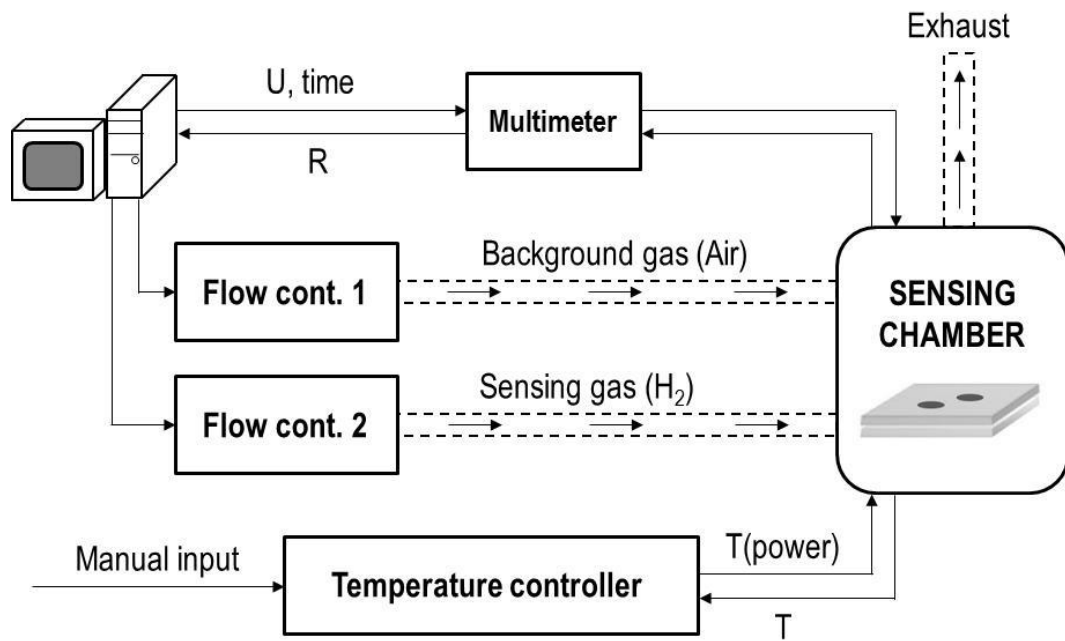 Exhaust
U, time
Multimeter
R
Background gas (Air)
Flow cont. 1
SENSING
CHAMBER
Sensing gas (H₂)
Flow cont. 2
Manual input
Temperature controller
T(power)
T